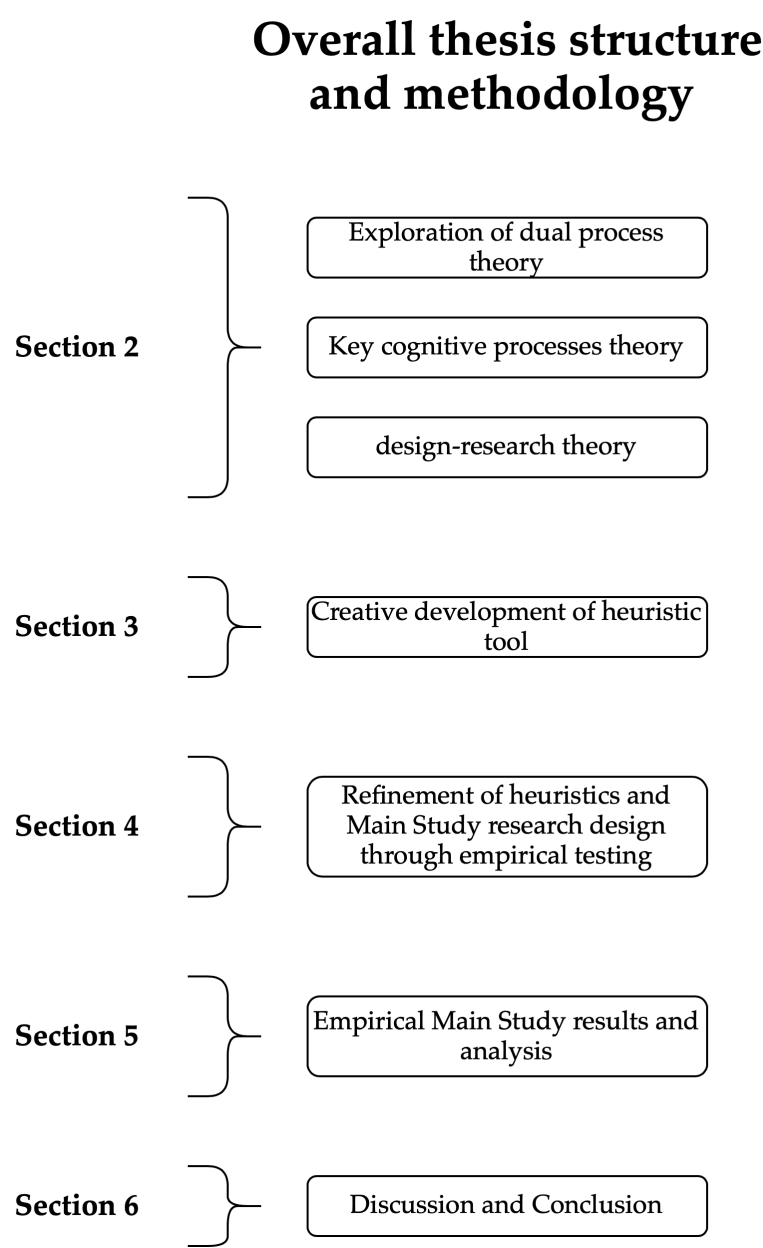 Overall thesis structure
and methodology
Section 2
Exploration of dual process
theory
Key cognitive processes theory
design-research theory
Section 3
Creative development of heuristic
tool
Section 4
Refinement of heuristics and
Main Study research design
through empirical testing
Section 5
Empirical Main Study results and
analysis
Section 6
Discussion and Conclusion